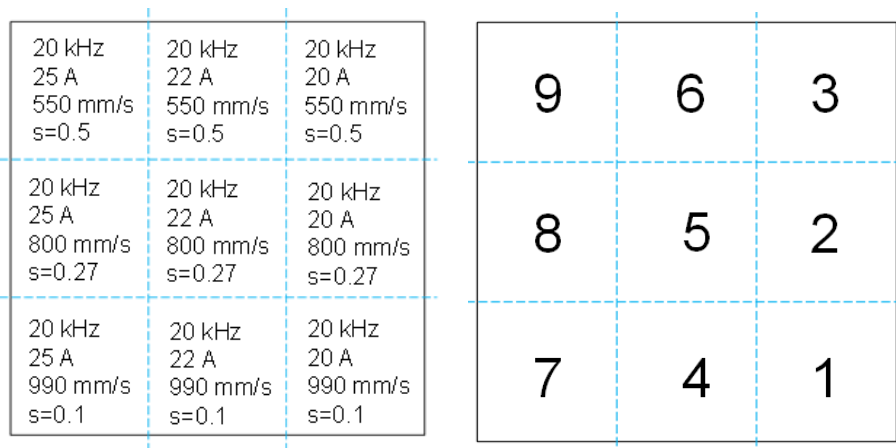 20 kHz
25 A
550 mm/s
s=0.5
20 kHz
22 A
550 mm/s
s=0.5
20 kHz
20 A
550 mm/s
s=0.5
20 kHz
25 A
800 mm/s
s=0.27
20 kHz
22 A
800 mm/s
s=0.27
20 kHz
20 A
800 mm/s
s=0.27
20 kHz
25 A
990 mm/s
s=0.1
20 kHz
22 A
990 mm/s
s=0.1
20 kHz
20 A
990 mm/s
s=0.1
9 6 3
8 5 2
7 4 1